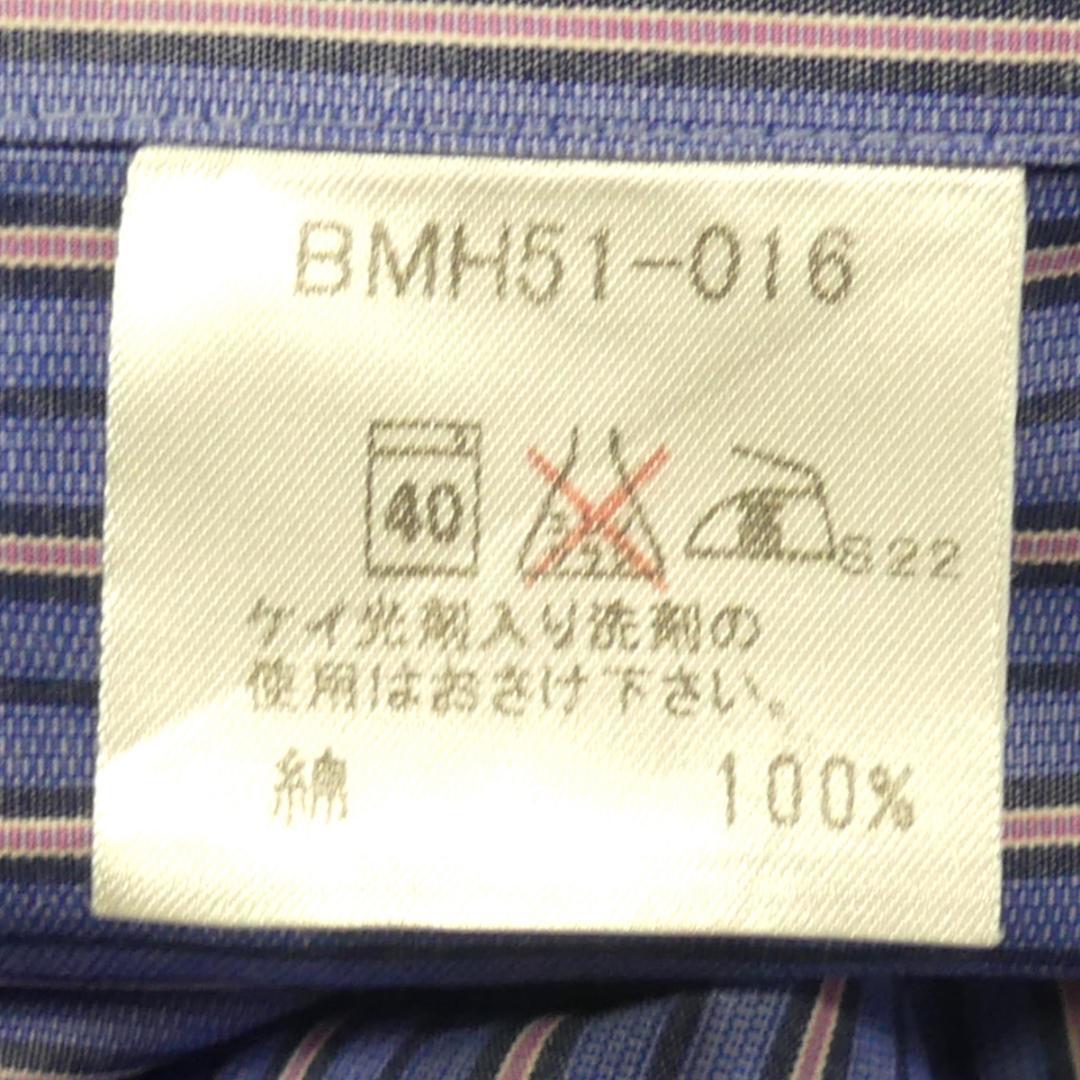 BMH51-016
40
S22
ケイ光剤入り洗剤の
使用はおさけ下さい。
綿 100%